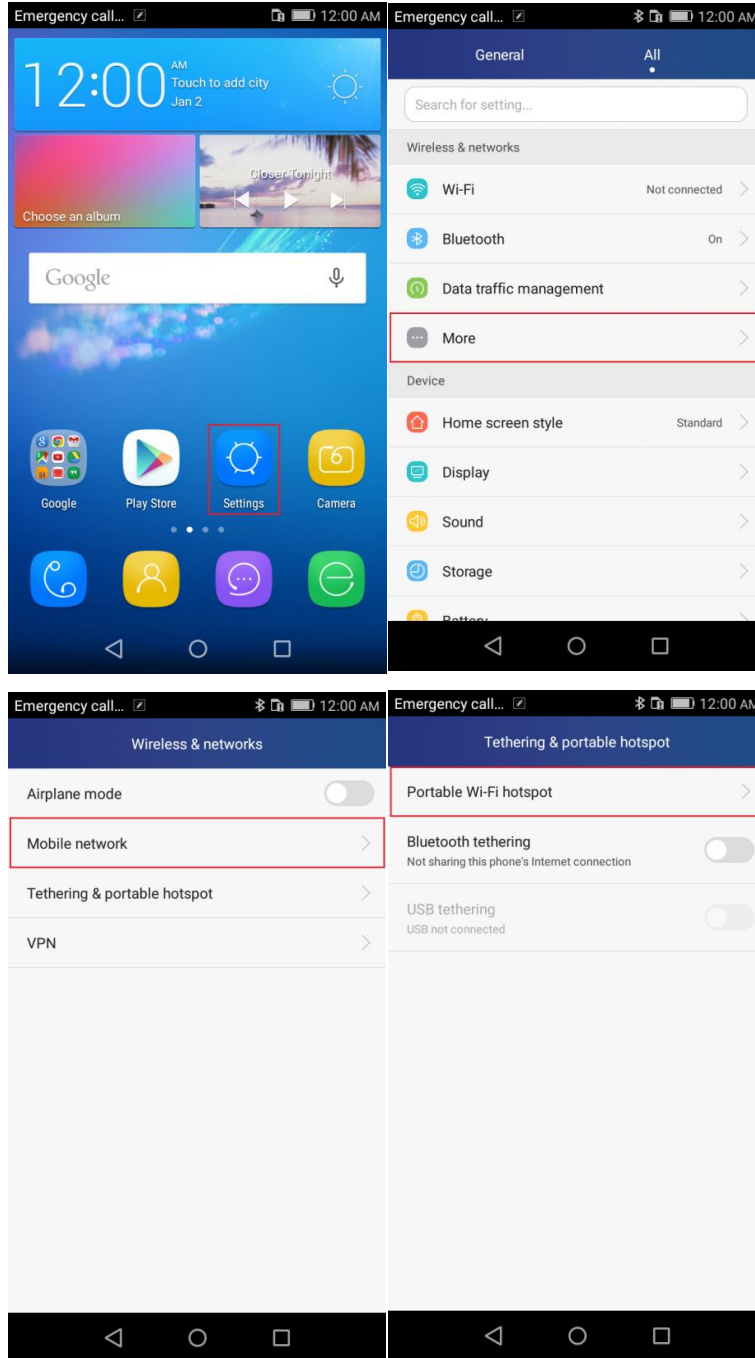 Emergency call... 12:00 AM
12:00 AM
Touch to add city
Jan 2
Choose an album
Closer Tonight
Google
Google Play Store Settings Camera
Emergency call... 12:00 AM
General All
Search for setting...
Wireless & networks
Wi-Fi Not connected
Bluetooth On
Data traffic management
More
Device
Home screen style Standard
Display
Sound
Storage
Battery
Emergency call... 12:00 AM
Wireless & networks
Airplane mode
Mobile network
Tethering & portable hotspot
VPN
Emergency call... 12:00 AM
Tethering & portable hotspot
Portable Wi-Fi hotspot
Bluetooth tethering
Not sharing this phone's Internet connection
USB tethering
USB not connected